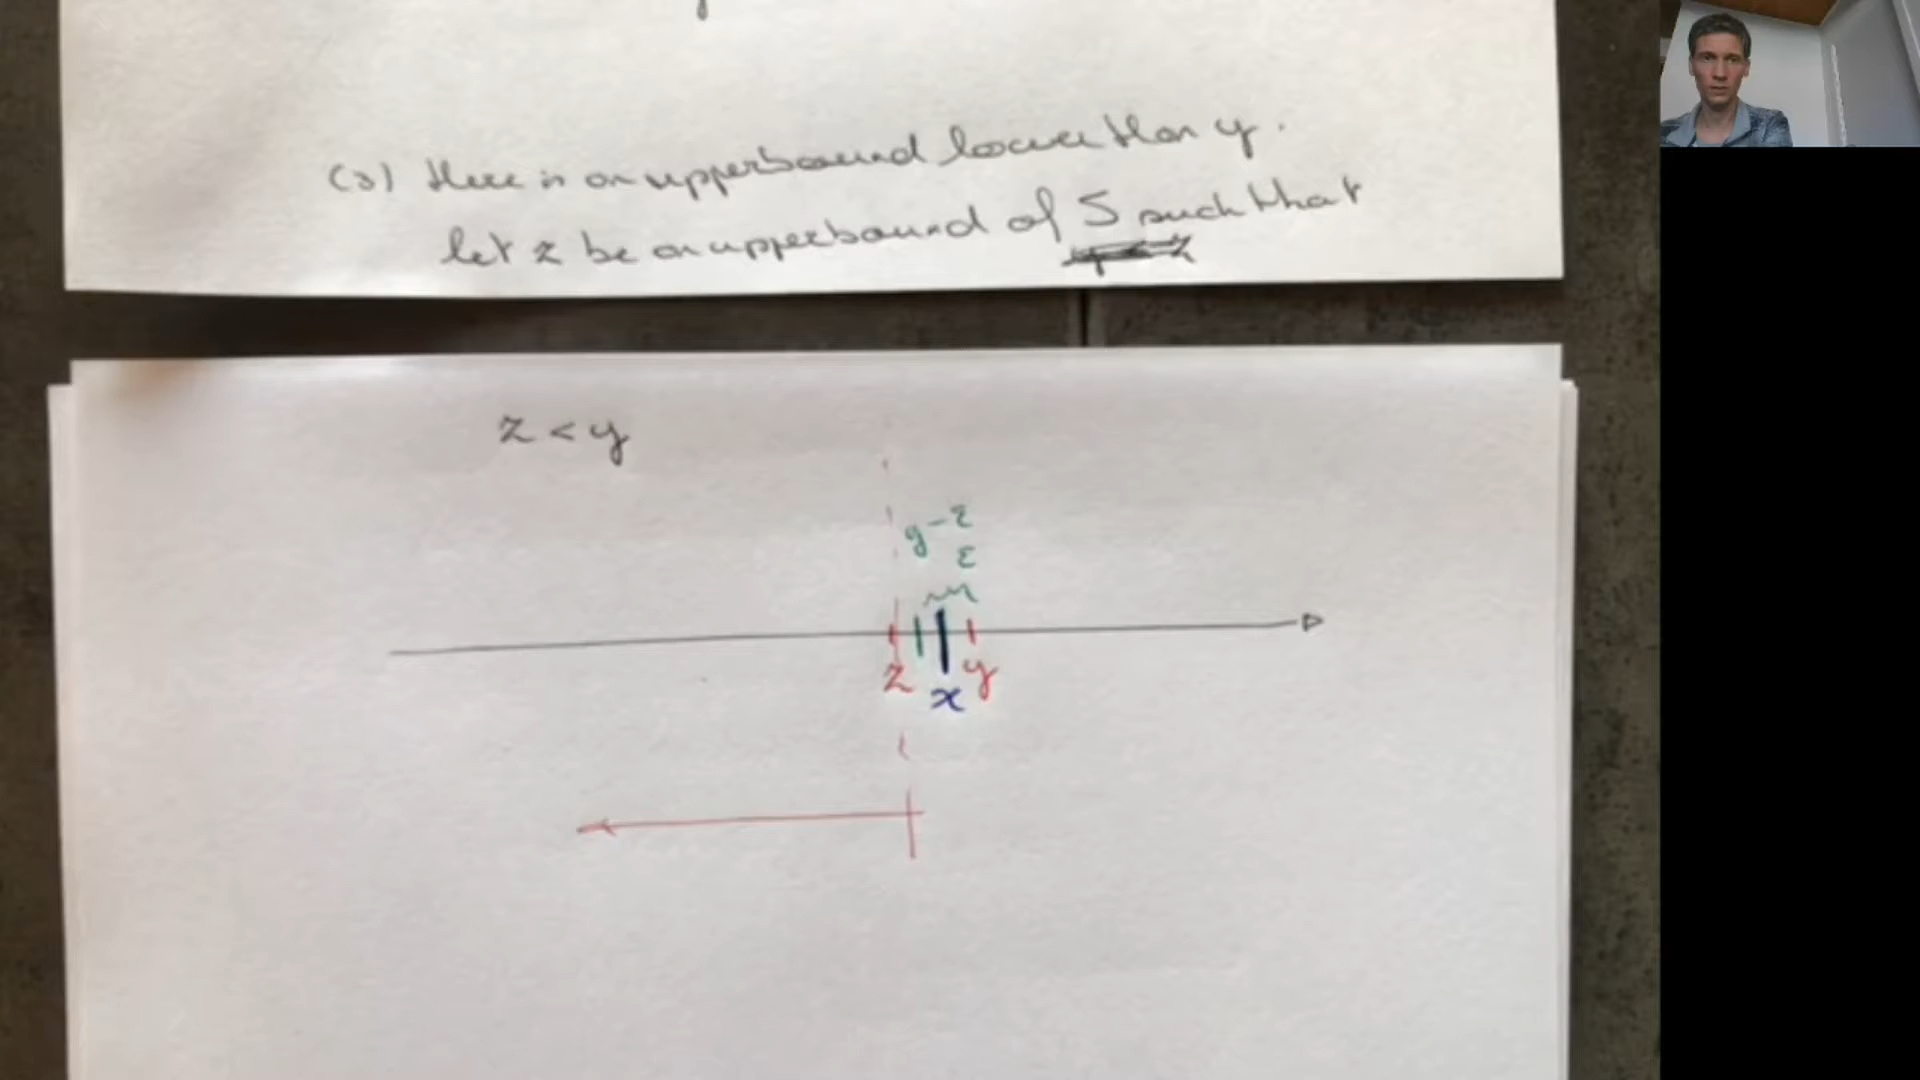 (3) there is an upperbound lower than y.
let z be an upperbound of S such that
z < y
y - ε
ε
z
x
y